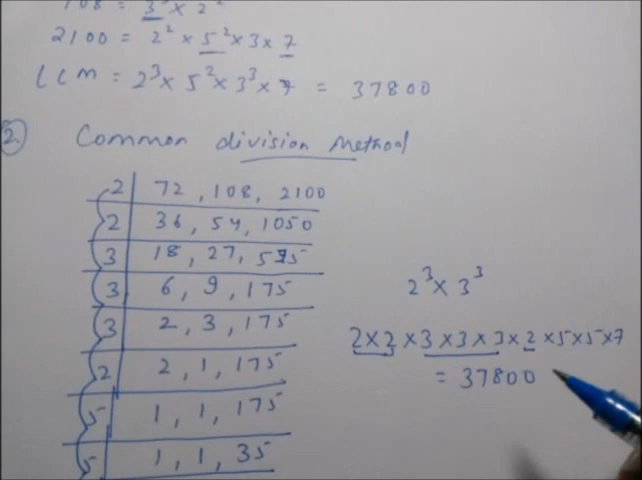 108 = 3³ × 2²
2100 = 2² × 5² × 3 × 7
LCM = 2³ × 5² × 3³ × 7 = 37800
2. Common division Method
2 | 72 , 108 , 2100
2 | 36 , 54 , 1050
3 | 18 , 27 , 525
3 | 6 , 9 , 175
3 | 2 , 3 , 175
2 | 2 , 1 , 175
5 | 1 , 1 , 175
5 | 1 , 1 , 35
2³ × 3³
2 × 2 × 3 × 3 × 3 × 2 × 5 × 5 × 7
= 37800